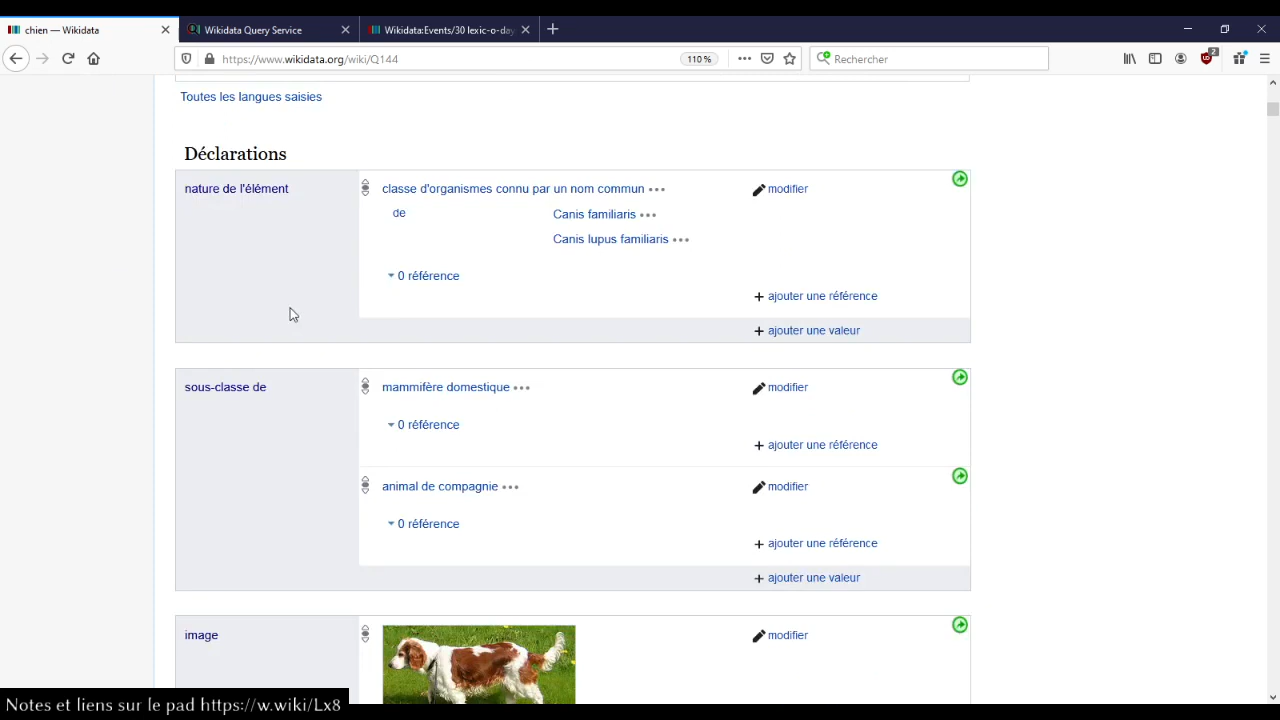 chien — Wikidata
Wikidata Query Service
Wikidata:Events/30 lexic-o-day
https://www.wikidata.org/wiki/Q144
110 %
Rechercher
2
Toutes les langues saisies
Déclarations
nature de l'élément
classe d'organismes connu par un nom commun
modifier
de
Canis familiaris
Canis lupus familiaris
0 référence
+ ajouter une référence
+ ajouter une valeur
sous-classe de
mammifère domestique
modifier
0 référence
+ ajouter une référence
animal de compagnie
modifier
0 référence
+ ajouter une référence
+ ajouter une valeur
image
modifier
Notes et liens sur le pad https://w.wiki/Lx8